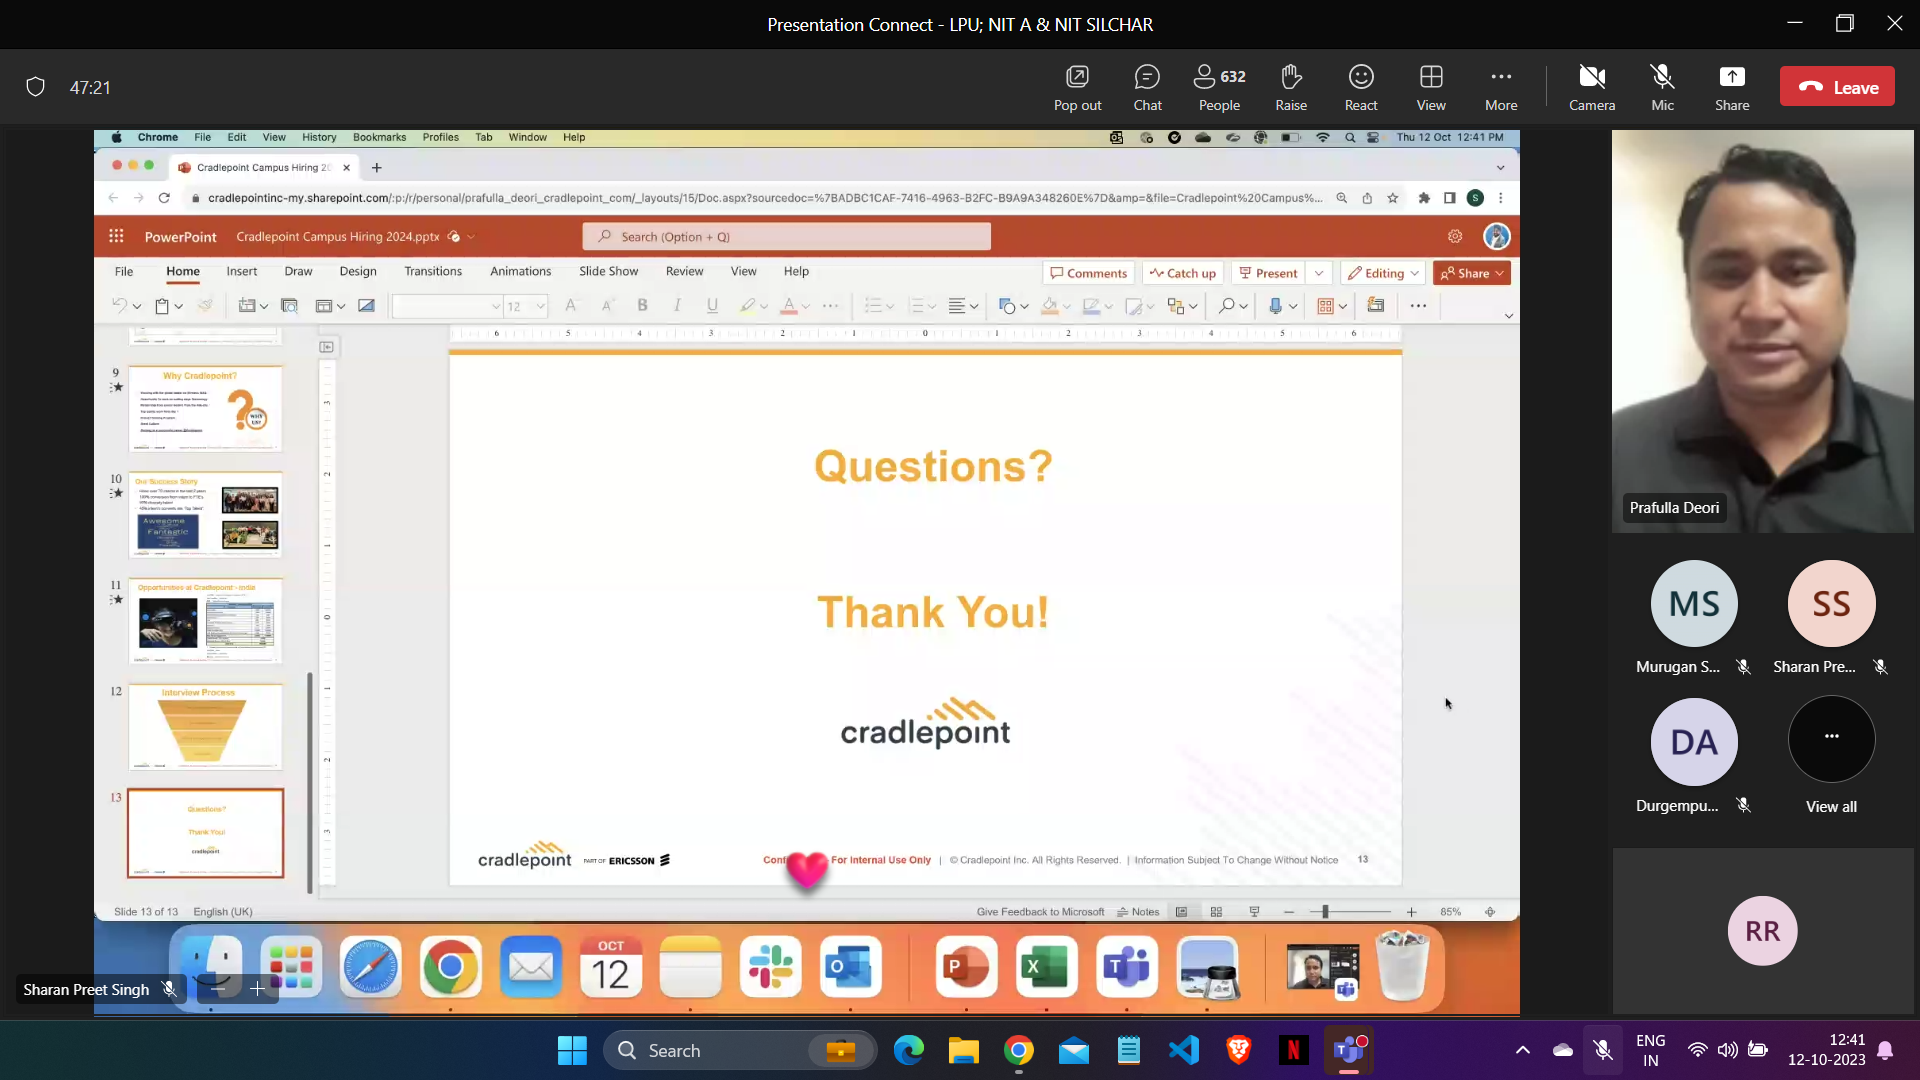 Presentation Connect - LPU; NIT A & NIT SILCHAR
47:21
Pop out
Chat
632
People
Raise
React
View
More
Camera
Mic
Share
Leave
Chrome File Edit View History Bookmarks Profiles Tab Window Help
Thu 12 Oct 12:41 PM
Cradlepoint Campus Hiring 20
cradlepointinc-my.sharepoint.com/:p:/r/personal/prafulla_deori_cradlepoint_com/_layouts/15/Doc.aspx?sourcedoc=%7BADBC1CAF-7416-4963-B2FC-B9A9A348260E%7D&amp=&file=Cradlepoint%20Campus%...
S
PowerPoint
Cradlepoint Campus Hiring 2024.pptx
Search (Option + Q)
File Home Insert Draw Design Transitions Animations Slide Show Review View Help
Comments
Catch up
Present
Editing
Share
12
9
Why Cradlepoint?
10
Our Success Story
Awesome
Fantastic
11
Opportunities at Cradlepoint - India
12
Interview Process
13
Questions?
Thank You!
cradlepoint
Questions?
Thank You!
cradlepoint
cradlepoint PART OF ERICSSON
For Internal Use Only | © Cradlepoint Inc. All Rights Reserved. | Information Subject To Change Without Notice 13
Slide 13 of 13 English (UK)
Give Feedback to Microsoft Notes 85%
OCT
12
Sharan Preet Singh
Prafulla Deori
MS
Murugan S...
SS
Sharan Pre...
DA
Durgempu...
View all
RR
Search
ENG
IN
12:41
12-10-2023